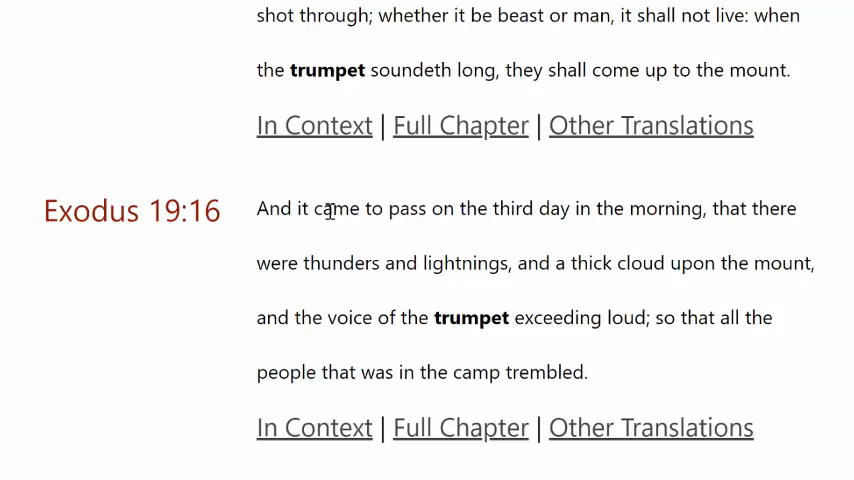 shot through; whether it be beast or man, it shall not live: when
the trumpet soundeth long, they shall come up to the mount.
In Context | Full Chapter | Other Translations
Exodus 19:16
And it came to pass on the third day in the morning, that there
were thunders and lightnings, and a thick cloud upon the mount,
and the voice of the trumpet exceeding loud; so that all the
people that was in the camp trembled.
In Context | Full Chapter | Other Translations